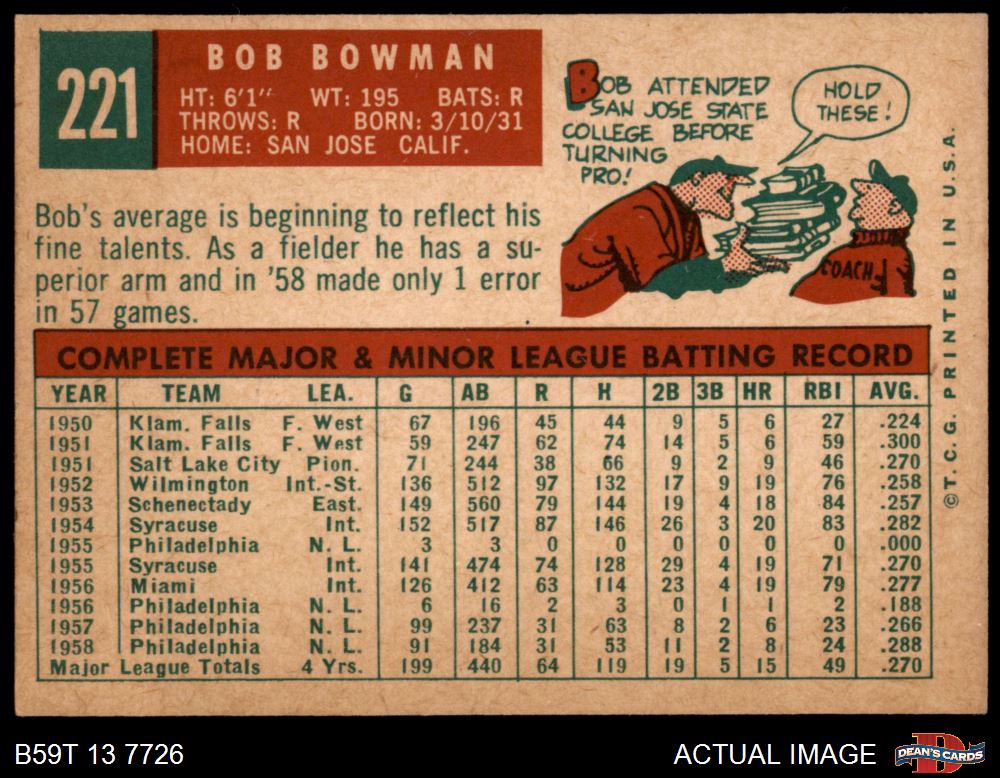 221
BOB BOWMAN
HT: 6'1" WT: 195 BATS: R
THROWS: R BORN: 3/10/31
HOME: SAN JOSE CALIF.
BOB ATTENDED
SAN JOSE STATE
COLLEGE BEFORE
TURNING
PRO!
HOLD
THESE!
COACH
Bob's average is beginning to reflect his
fine talents. As a fielder he has a su-
perior arm and in '58 made only 1 error
in 57 games.
COMPLETE MAJOR & MINOR LEAGUE BATTING RECORD
YEAR TEAM LEA. G AB R H 2B 3B HR RBI AVG.
1950 Klam. Falls F. West 67 196 45 44 9 5 6 27 .224
1951 Klam. Falls F. West 59 247 62 74 14 5 6 59 .300
1951 Salt Lake City Pion. 71 244 38 66 9 2 9 46 .270
1952 Wilmington Int.-St. 136 512 97 132 17 9 19 76 .258
1953 Schenectady East. 149 560 79 144 19 4 18 84 .257
1954 Syracuse Int. 152 517 87 146 26 3 20 83 .282
1955 Philadelphia N. L. 3 3 0 0 0 0 0 0 .000
1955 Syracuse Int. 141 474 74 128 29 4 19 71 .270
1956 Miami Int. 126 412 63 114 23 4 19 79 .277
1956 Philadelphia N. L. 6 16 2 3 0 1 1 2 .188
1957 Philadelphia N. L. 99 237 31 63 8 2 6 23 .266
1958 Philadelphia N. L. 91 184 31 53 11 2 8 24 .288
Major League Totals 4 Yrs. 199 440 64 119 19 5 15 49 .270
©T.C.G. PRINTED IN U.S.A.
B59T 13 7726
ACTUAL IMAGE
DEAN'S CARDS